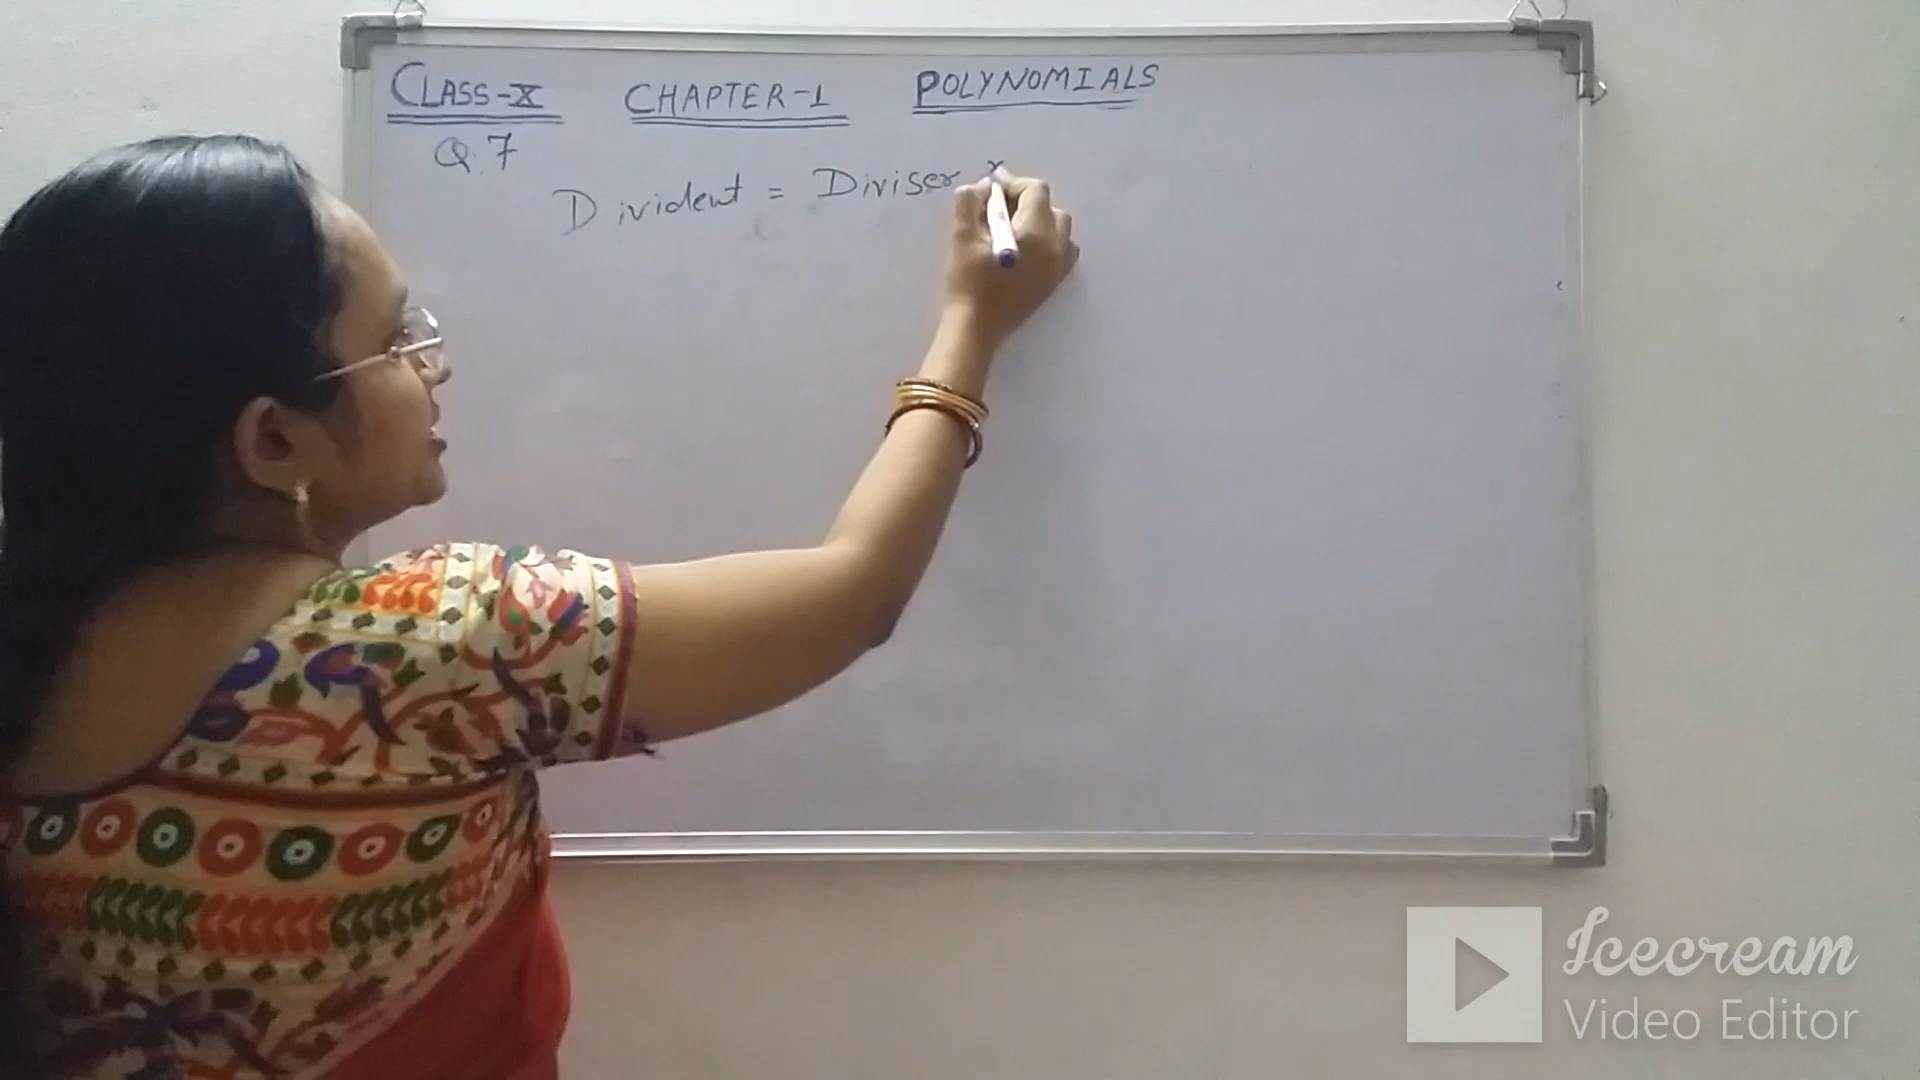 CLASS-X CHAPTER-1 POLYNOMIALS
Q.7
Divident = Diviser x
Icecream
Video Editor